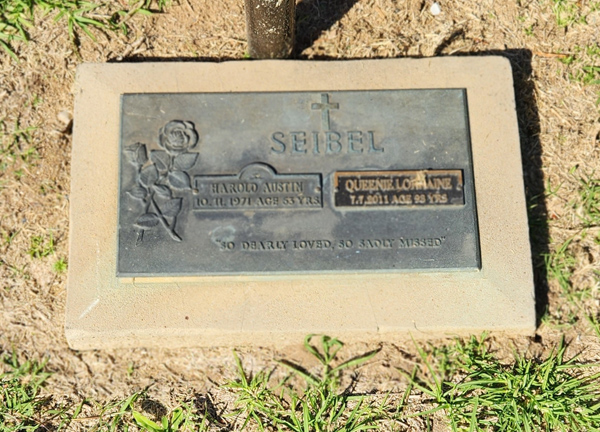 SEIBEL
HAROLD AUSTIN
10.11.1971 AGE 53 YRS
QUEENIE LORRAINE
7.7.2011 AGE 93 YRS
"SO DEARLY LOVED, SO SADLY MISSED"